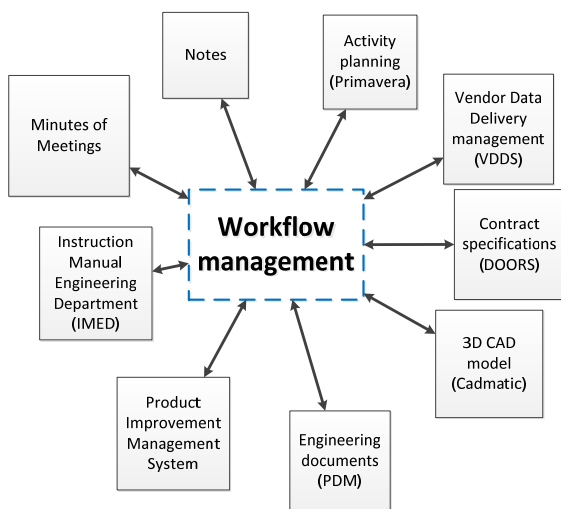 Notes
Activity
planning
(Primavera)
Minutes of
Meetings
Vendor Data
Delivery
management
(VDDS)
Workflow
management
Contract
specifications
(DOORS)
Instruction
Manual
Engineering
Department
(IMED)
3D CAD
model
(Cadmatic)
Product
Improvement
Management
System
Engineering
documents
(PDM)